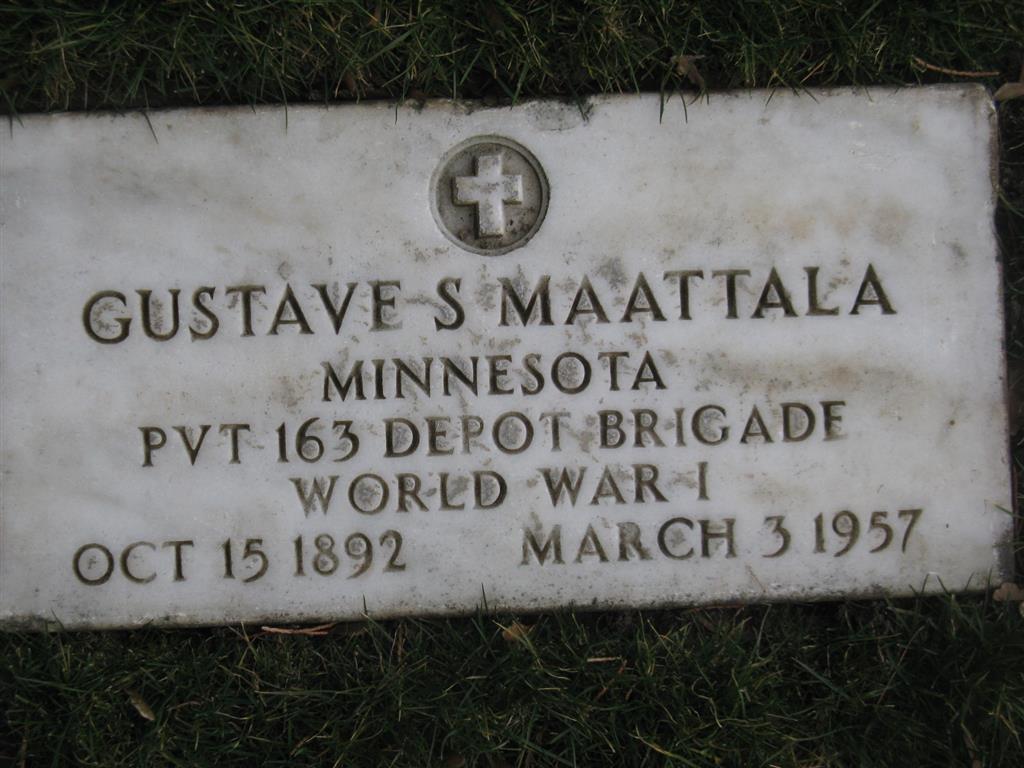 GUSTAVE S MAATTALA
MINNESOTA
PVT 163 DEPOT BRIGADE
WORLD WAR I
OCT 15 1892 MARCH 3 1957